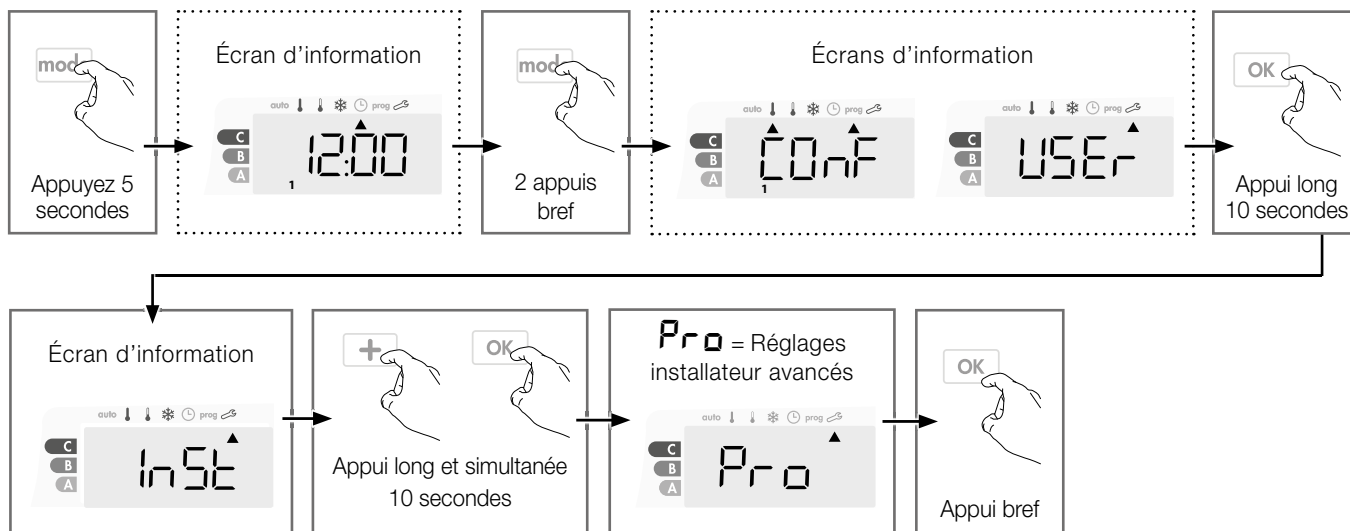 mod
Appuyez 5
secondes
Écran d’information
auto prog
C
B
A
12:00
1
mod
2 appuis
bref
Écrans d’information
auto prog
C
B
A
COnF
1
auto prog
C
B
A
USEr
OK
Appui long
10 secondes
Écran d’information
auto prog
C
B
A
InSt
+
OK
Appui long et simultanée
10 secondes
Pro = Réglages
installateur avancés
auto prog
C
B
A
Pro
OK
Appui bref